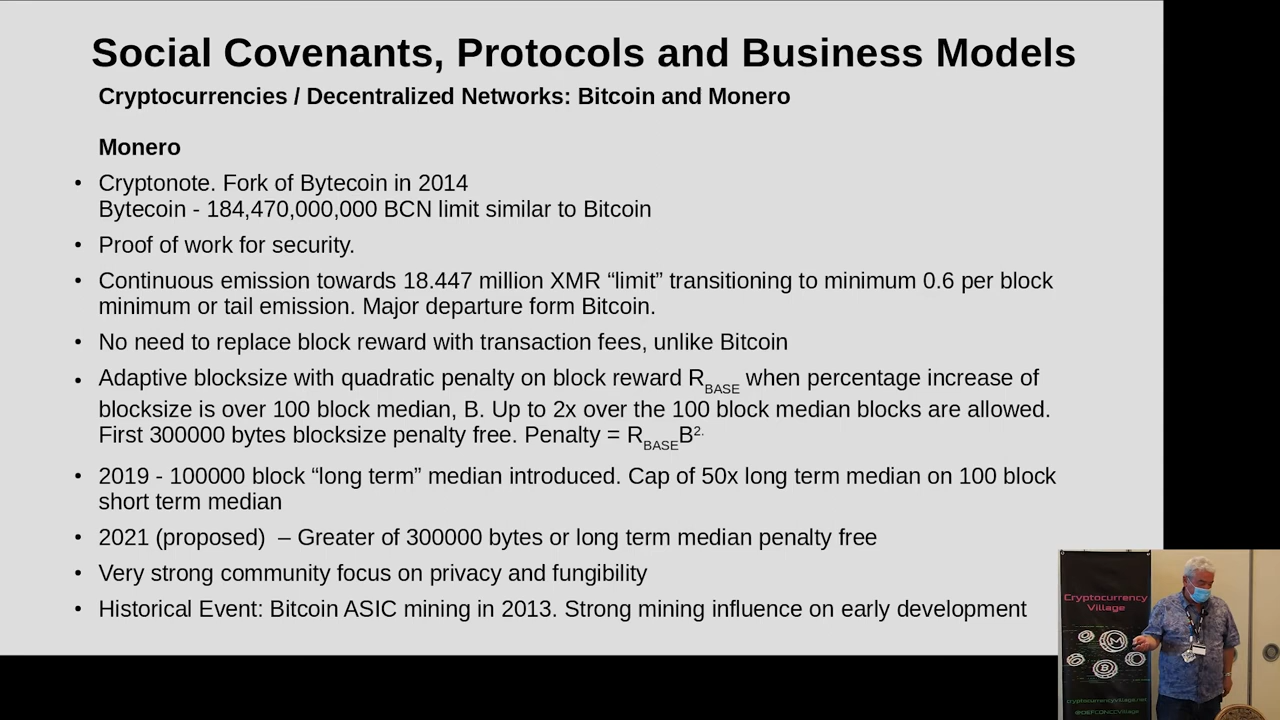 Social Covenants, Protocols and Business Models
Cryptocurrencies / Decentralized Networks: Bitcoin and Monero
Monero
• Cryptonote. Fork of Bytecoin in 2014
Bytecoin - 184,470,000,000 BCN limit similar to Bitcoin
• Proof of work for security.
• Continuous emission towards 18.447 million XMR “limit” transitioning to minimum 0.6 per block
minimum or tail emission. Major departure form Bitcoin.
• No need to replace block reward with transaction fees, unlike Bitcoin
• Adaptive blocksize with quadratic penalty on block reward RBASE when percentage increase of
blocksize is over 100 block median, B. Up to 2x over the 100 block median blocks are allowed.
First 300000 bytes blocksize penalty free. Penalty = RBASEB2.
• 2019 - 100000 block “long term” median introduced. Cap of 50x long term median on 100 block
short term median
• 2021 (proposed) – Greater of 300000 bytes or long term median penalty free
• Very strong community focus on privacy and fungibility
• Historical Event: Bitcoin ASIC mining in 2013. Strong mining influence on early development
Cryptocurrency
Village
cryptocurrencyvillage.net
@DEFCONCCVillage